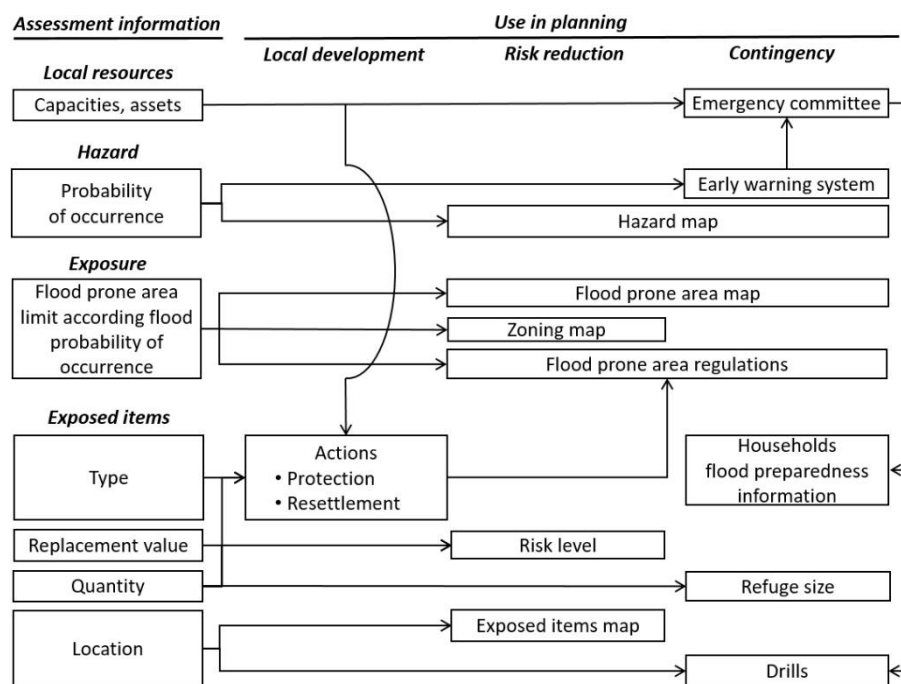 Assessment information
Use in planning
Local development
Risk reduction
Contingency
Local resources
Capacities, assets
Emergency committee
Hazard
Probability
of occurrence
Early warning system
Hazard map
Exposure
Flood prone area
limit according flood
probability of
occurrence
Flood prone area map
Zoning map
Flood prone area regulations
Exposed items
Type
Actions
• Protection
• Resettlement
Households
flood preparedness
information
Replacement value
Risk level
Quantity
Refuge size
Location
Exposed items map
Drills